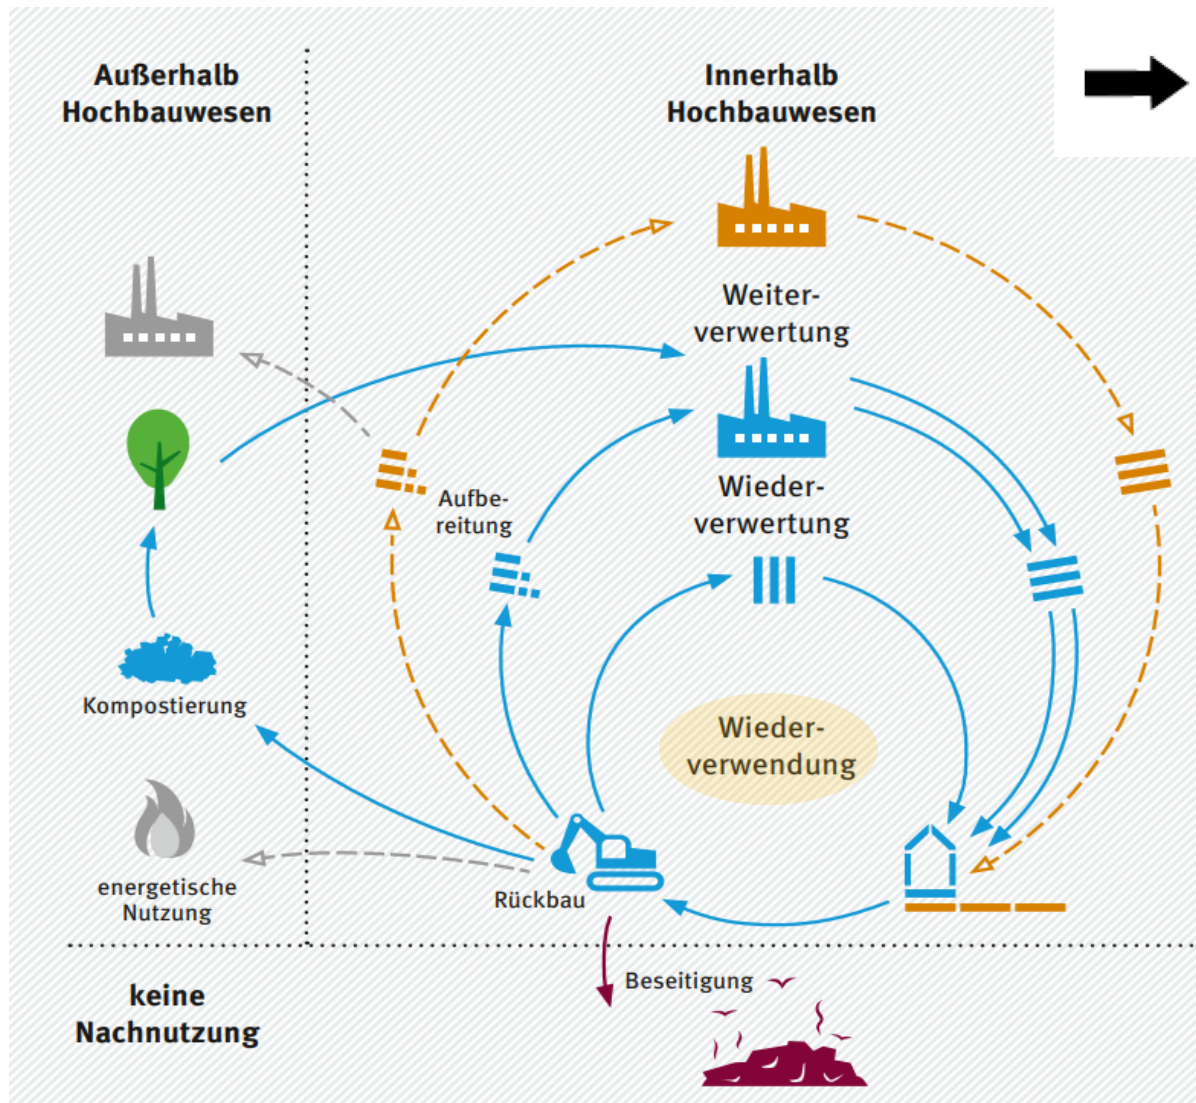 Außerhalb
Hochbauwesen
Innerhalb
Hochbauwesen
Weiter-
verwertung
Wieder-
verwertung
Aufbe-
reitung
Kompostierung
Wieder-
verwendung
energetische
Nutzung
Rückbau
Beseitigung
keine
Nachnutzung